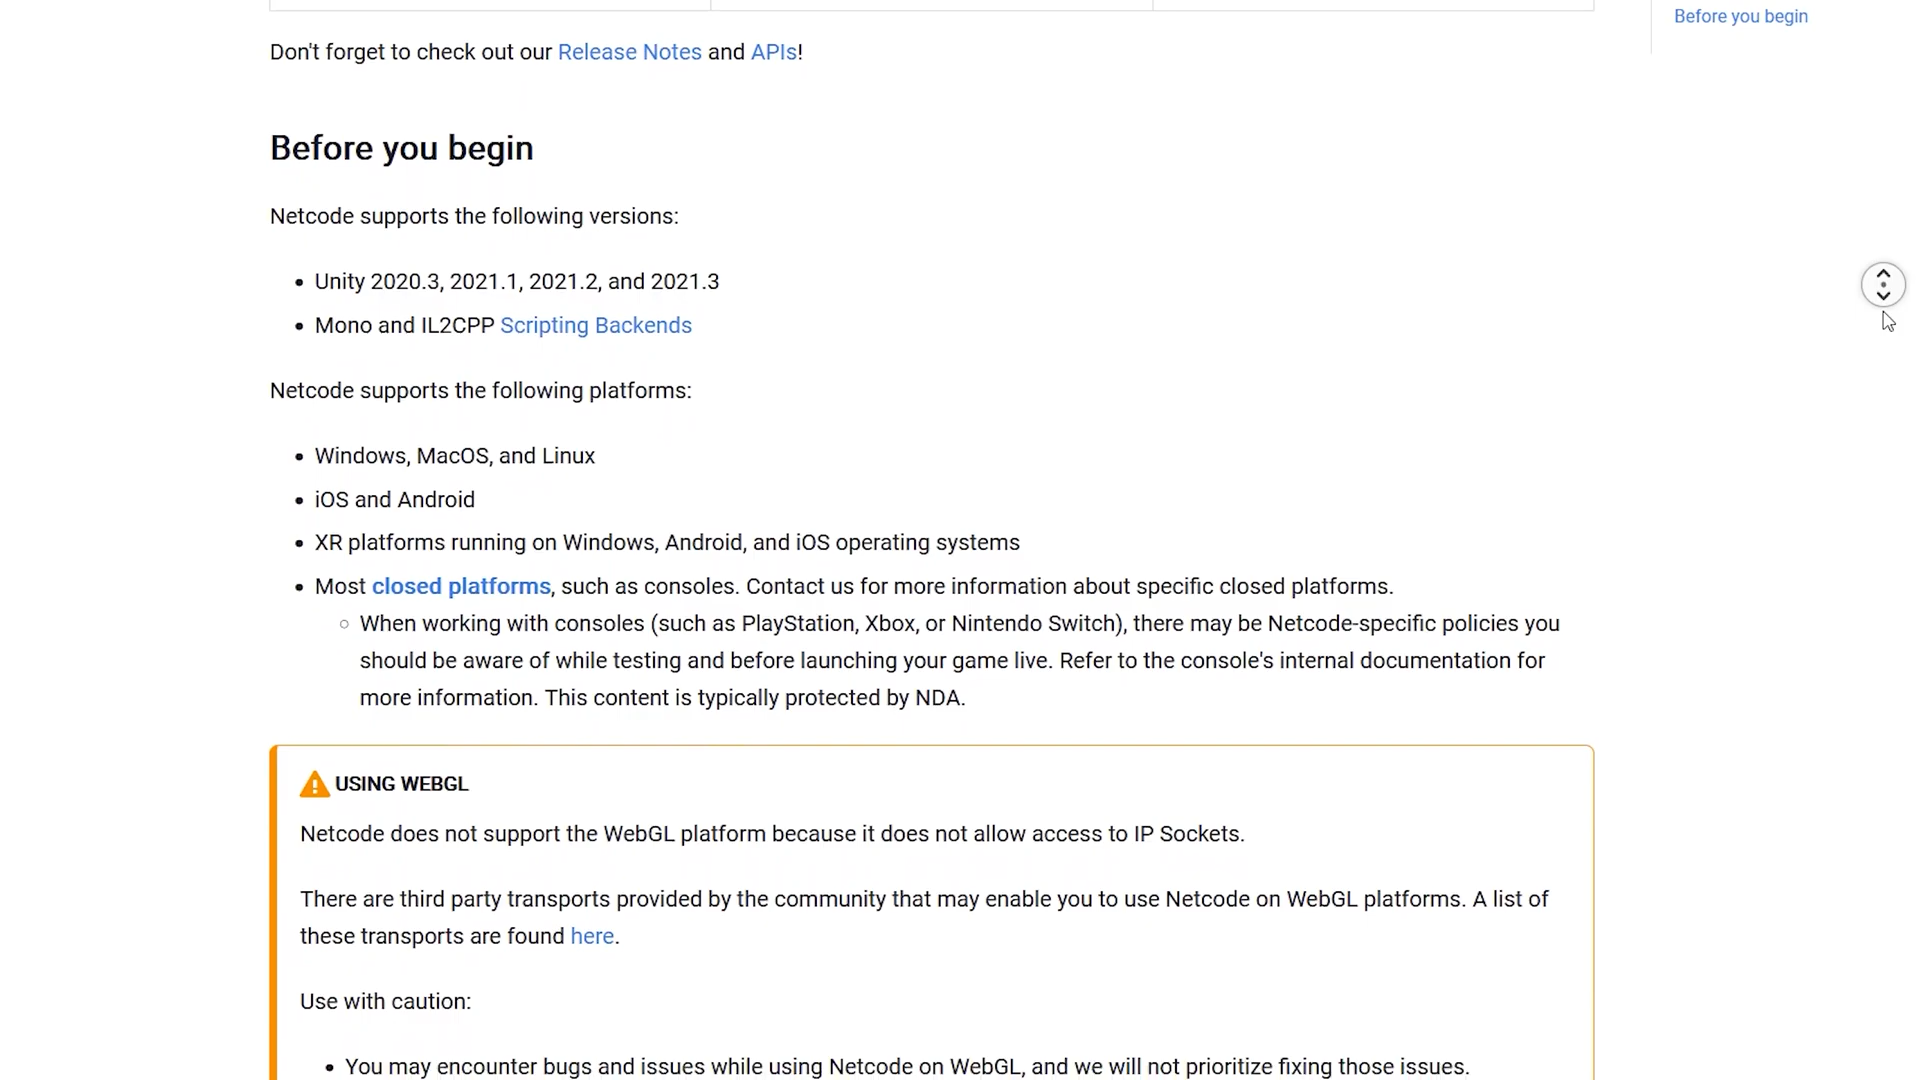 Before you begin
Don't forget to check out our Release Notes and APIs!
Before you begin
Netcode supports the following versions:
Unity 2020.3, 2021.1, 2021.2, and 2021.3
Mono and IL2CPP Scripting Backends
Netcode supports the following platforms:
Windows, MacOS, and Linux
iOS and Android
XR platforms running on Windows, Android, and iOS operating systems
Most closed platforms, such as consoles. Contact us for more information about specific closed platforms.
When working with consoles (such as PlayStation, Xbox, or Nintendo Switch), there may be Netcode-specific policies you
should be aware of while testing and before launching your game live. Refer to the console's internal documentation for
more information. This content is typically protected by NDA.
USING WEBGL
Netcode does not support the WebGL platform because it does not allow access to IP Sockets.
There are third party transports provided by the community that may enable you to use Netcode on WebGL platforms. A list of
these transports are found here.
Use with caution:
You may encounter bugs and issues while using Netcode on WebGL, and we will not prioritize fixing those issues.